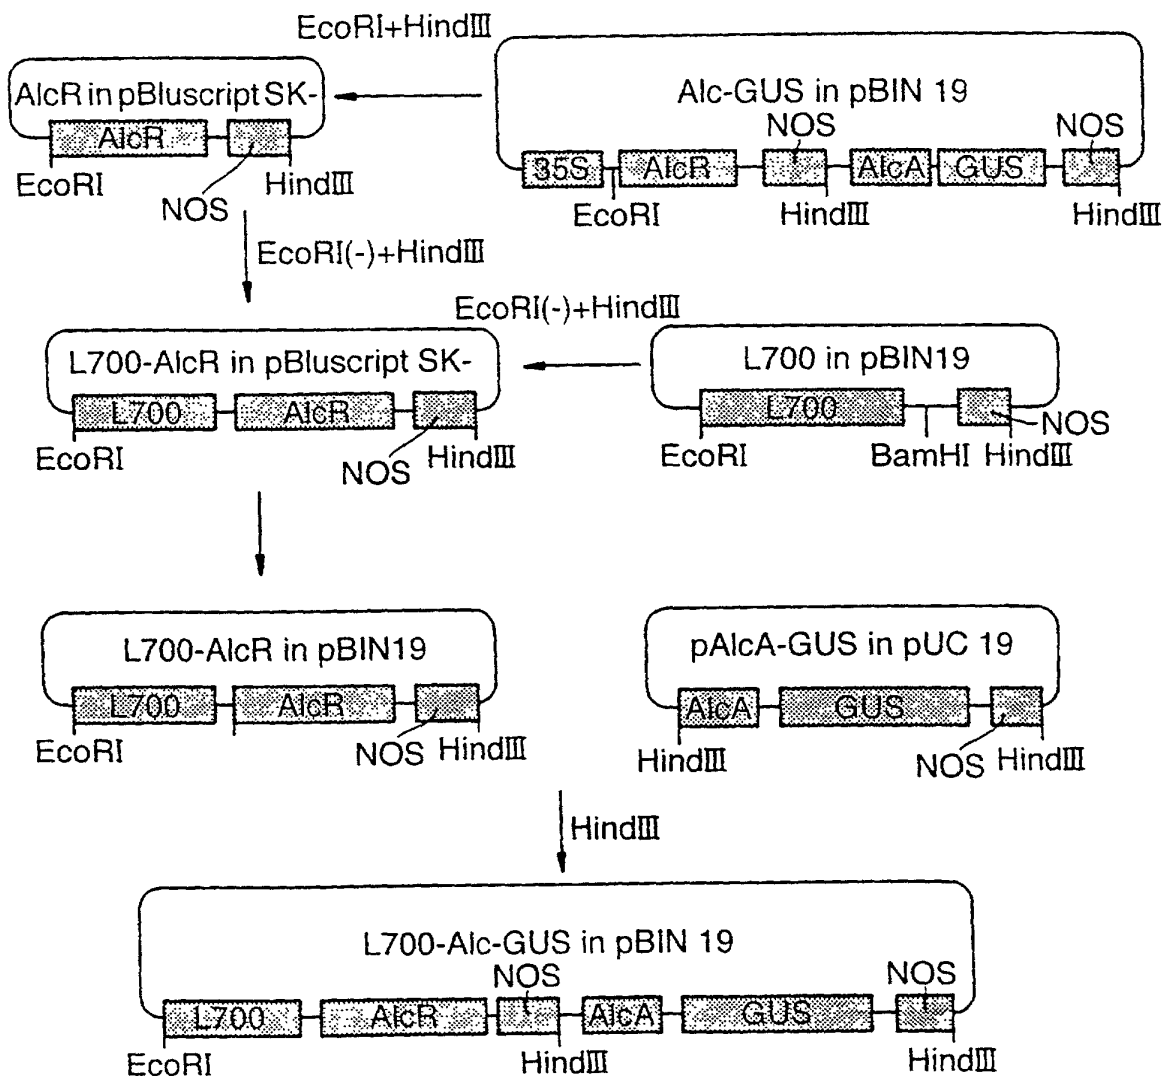 EcoRI+HindⅢ
AlcR in pBluscript SK-
AlcR
EcoRI
HindⅢ
NOS
Alc-GUS in pBIN 19
NOS
NOS
35S
AlcR
AlcA
GUS
EcoRI
HindⅢ
HindⅢ
EcoRI(-)+HindⅢ
EcoRI(-)+HindⅢ
L700-AlcR in pBluscript SK-
L700
AlcR
EcoRI
NOS
HindⅢ
L700 in pBIN19
L700
NOS
EcoRI
BamHI
HindⅢ
L700-AlcR in pBIN19
L700
AlcR
EcoRI
NOS
HindⅢ
pAlcA-GUS in pUC 19
AlcA
GUS
HindⅢ
NOS
HindⅢ
HindⅢ
L700-Alc-GUS in pBIN 19
NOS
NOS
L700
AlcR
AlcA
GUS
EcoRI
HindⅢ
HindⅢ